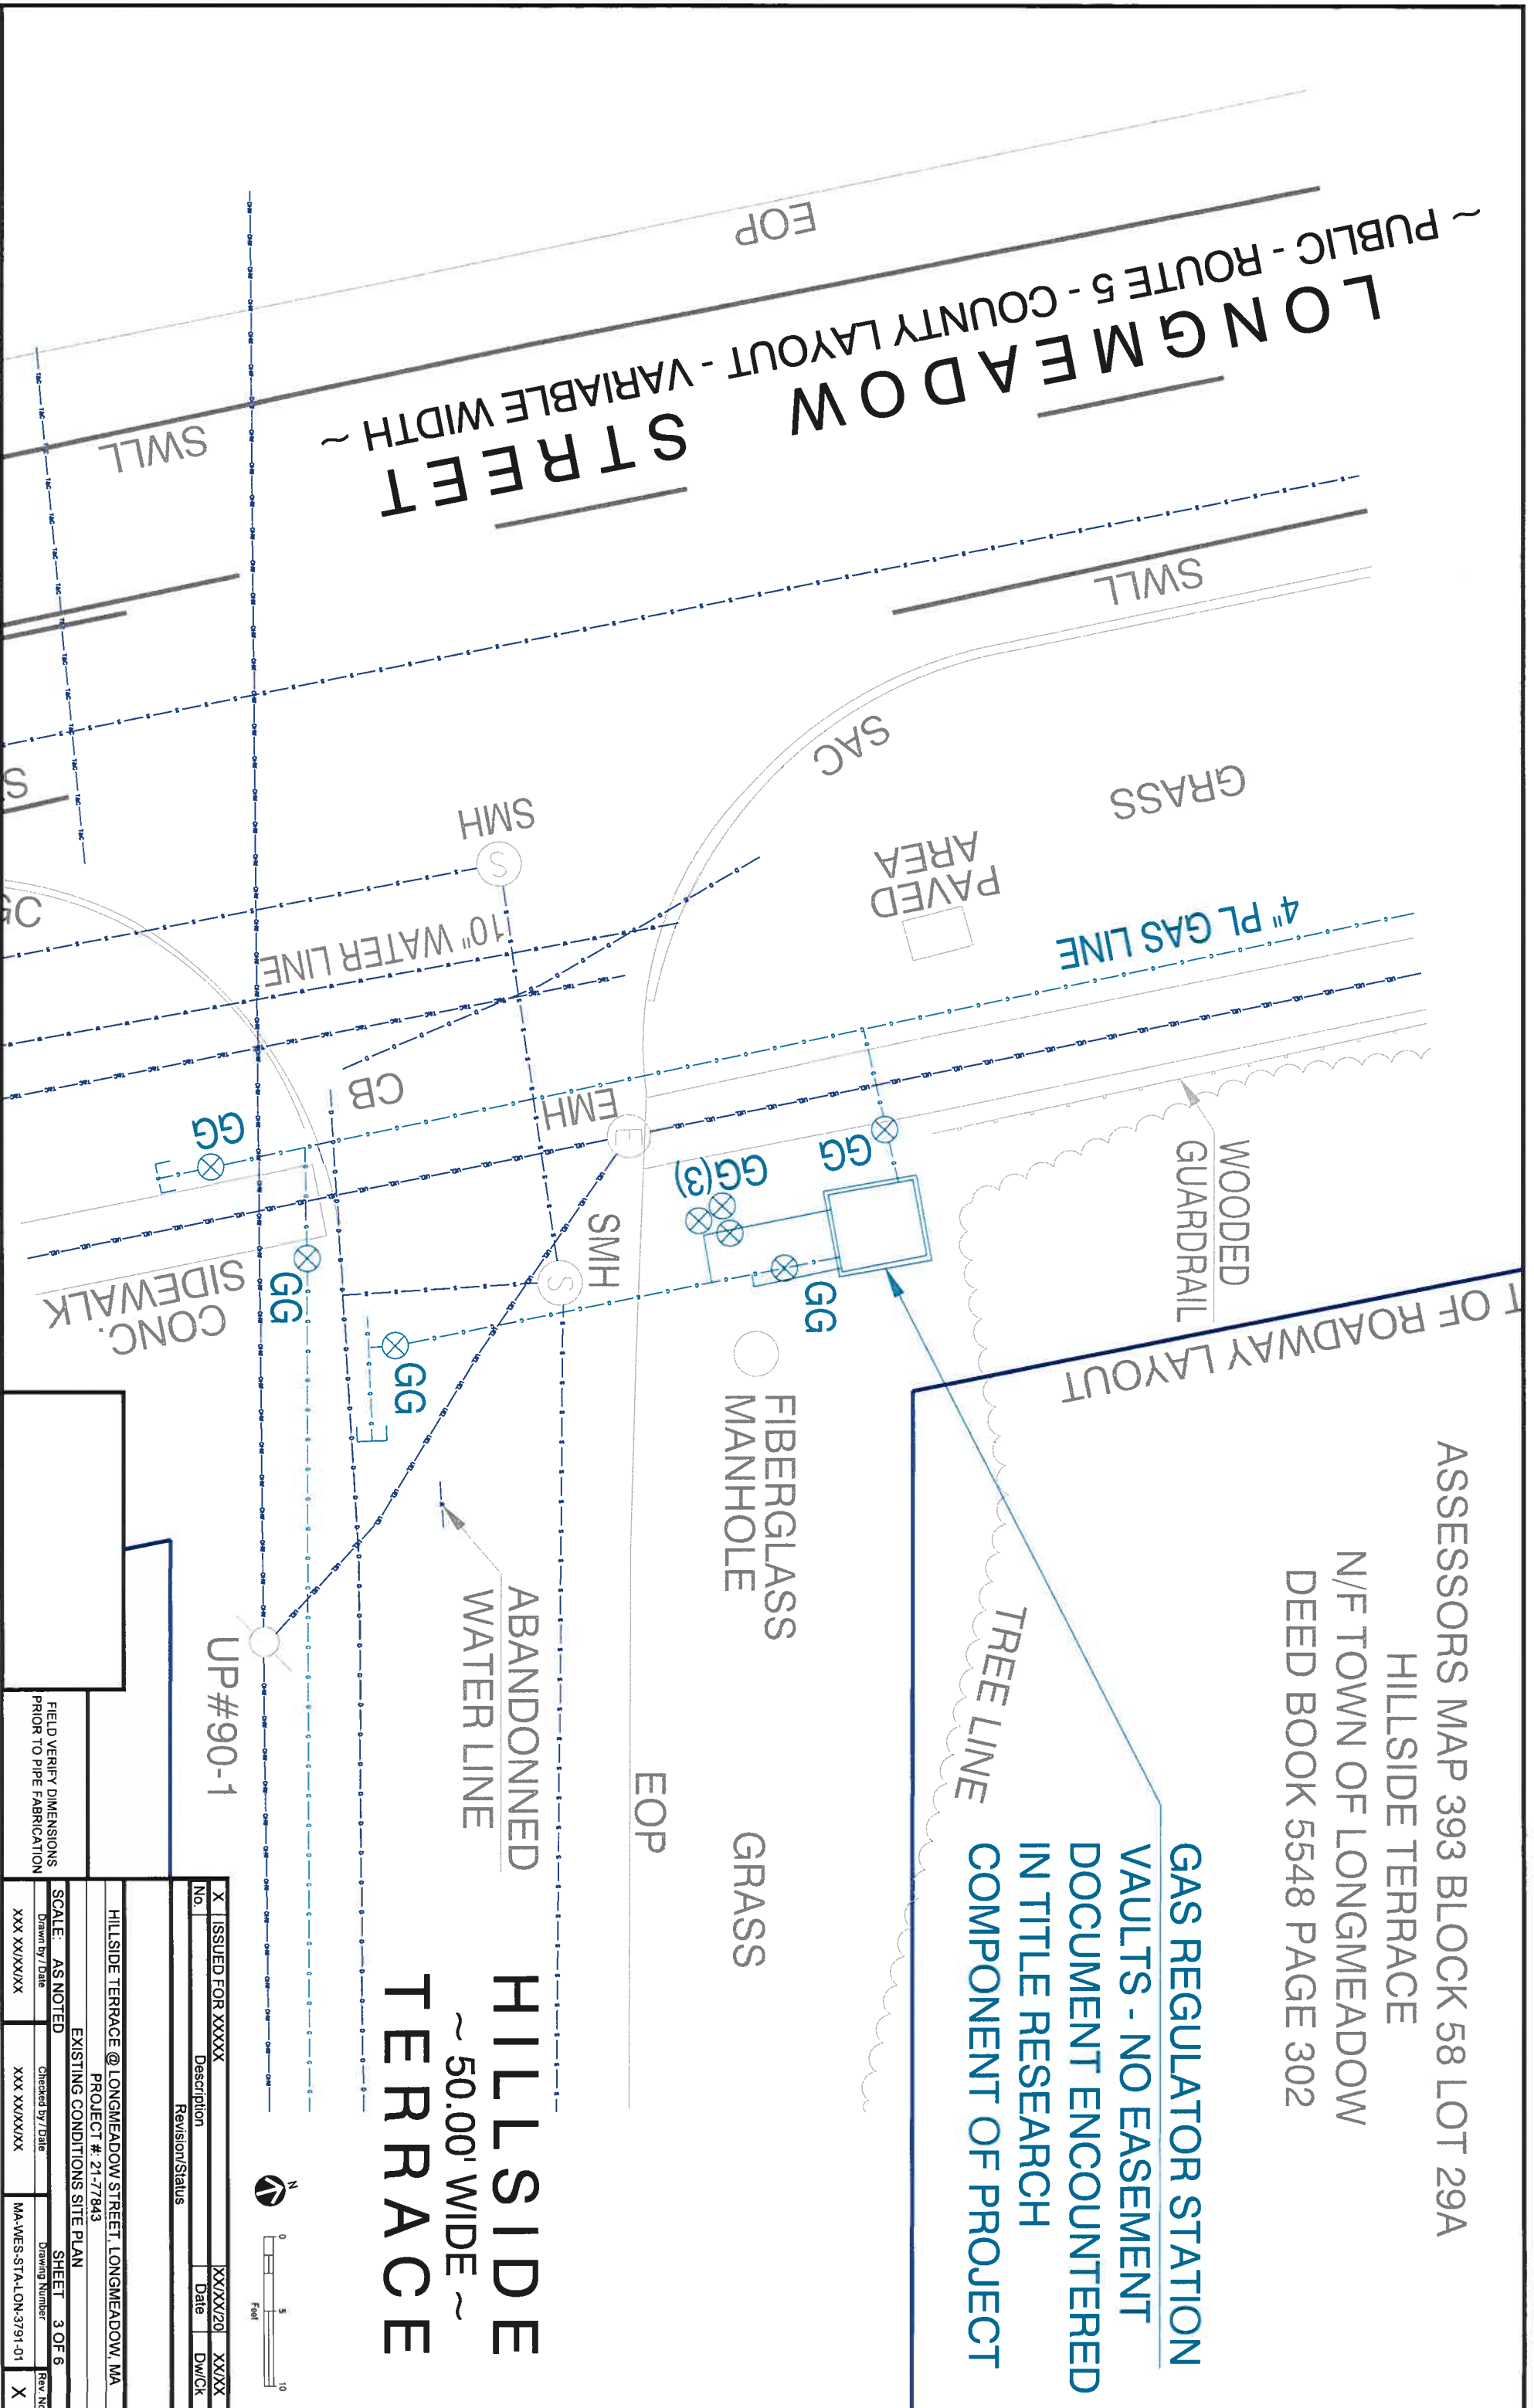 ASSESSORS MAP 393 BLOCK 58 LOT 29A
HILLSIDE TERRACE
N/F TOWN OF LONGMEADOW
DEED BOOK 5548 PAGE 302
T OF ROADWAY LAYOUT
GAS REGULATOR STATION
VAULTS - NO EASEMENT
DOCUMENT ENCOUNTERED
IN TITLE RESEARCH
COMPONENT OF PROJECT
WOODED
GUARDRAIL
TREE LINE
4" PL GAS LINE
GRASS
PAVED
AREA
SAC
SWLL
EOP
~ PUBLIC - ROUTE 5 - COUNTY LAYOUT - VARIABLE WIDTH ~
LONGMEADOW STREET
SWLL
S
GG
GG
GG(3)
FIBERGLASS
MANHOLE
GRASS
EOP
EMH
SMH
SMH
10" WATER LINE
CB
GG
GG
GG
CONC.
SIDEWALK
ABANDONNED
WATER LINE
UP#90-1
HILLSIDE
~ 50.00' WIDE ~
TERRACE
N
0 5 10
Feet
X ISSUED FOR XXXXX XX/XX/20 XX/XX
No. Description Date Dw/Ck
Revision/Status
HILLSIDE TERRACE @ LONGMEADOW STREET, LONGMEADOW, MA
PROJECT #: 21-77843
EXISTING CONDITIONS SITE PLAN
SCALE: AS NOTED SHEET 3 OF 6
Drawn by / Date Checked by / Date Drawing Number Rev. No
XXX XX/XX/XX XXX XX/XX/XX MA-WES-STA-LON-3791-01 X
FIELD VERIFY DIMENSIONS
PRIOR TO PIPE FABRICATION